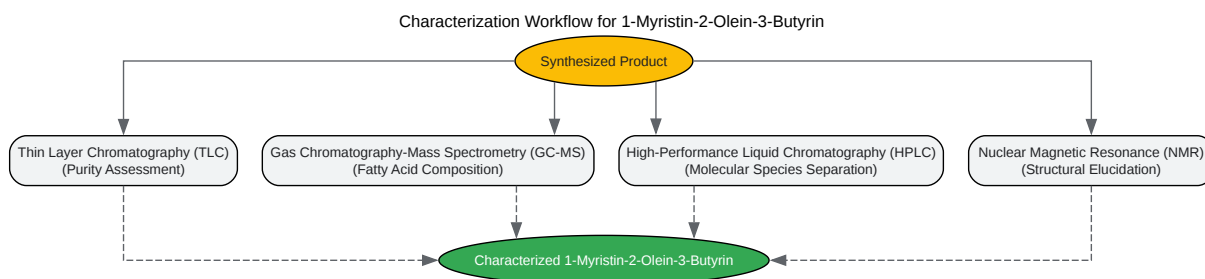 Characterization Workflow for 1-Myristin-2-Olein-3-Butyrin
Synthesized Product
Thin Layer Chromatography (TLC)
(Purity Assessment)
Gas Chromatography-Mass Spectrometry (GC-MS)
(Fatty Acid Composition)
High-Performance Liquid Chromatography (HPLC)
(Molecular Species Separation)
Nuclear Magnetic Resonance (NMR)
(Structural Elucidation)
Characterized 1-Myristin-2-Olein-3-Butyrin